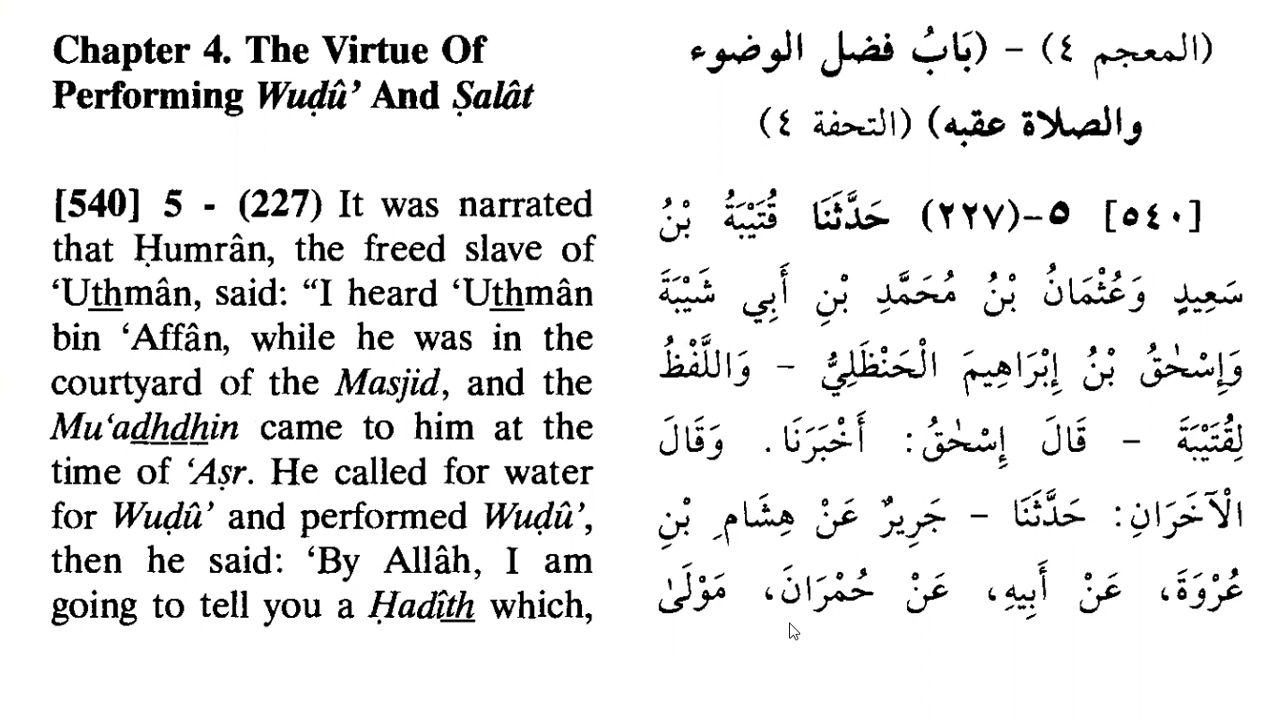 Chapter 4. The Virtue Of
Performing Wuḍû’ And Ṣalât
[540] 5 - (227) It was narrated
that Ḥumrân, the freed slave of
‘Uthmân, said: “I heard ‘Uthmân
bin ‘Affân, while he was in the
courtyard of the Masjid, and the
Mu‘adhdhin came to him at the
time of ‘Aṣr. He called for water
for Wuḍû’ and performed Wuḍû’,
then he said: ‘By Allâh, I am
going to tell you a Ḥadîth which,
(المعجم ٤) - (بَابُ فضل الوضوء
والصلاة عقبه) (التحفة ٤)
[٥٤٠] ٥-(٢٢٧) حَدَّثَنَا قُتَيْبَةُ بْنُ
سَعِيدٍ وَعُثْمَانُ بْنُ مُحَمَّدِ بْنِ أَبِي شَيْبَةَ
وَإِسْحٰقُ بْنُ إِبْرَاهِيمَ الْحَنْظَلِيُّ - وَاللَّفْظُ
لِقُتَيْبَةَ - قَالَ إِسْحٰقُ: أَخْبَرَنَا. وَقَالَ
الْآخَرَانِ: حَدَّثَنَا - جَرِيرٌ عَنْ هِشَامِ بْنِ
عُرْوَةَ، عَنْ أَبِيهِ، عَنْ حُمْرَانَ، مَوْلَىٰ